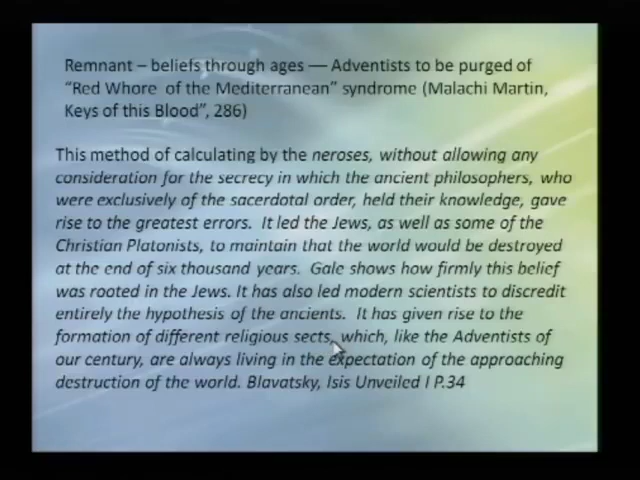 Remnant – beliefs through ages — Adventists to be purged of
“Red Whore of the Mediterranean” syndrome (Malachi Martin,
Keys of this Blood”, 286)
This method of calculating by the neroses, without allowing any
consideration for the secrecy in which the ancient philosophers, who
were exclusively of the sacerdotal order, held their knowledge, gave
rise to the greatest errors. It led the Jews, as well as some of the
Christian Platonists, to maintain that the world would be destroyed
at the end of six thousand years. Gale shows how firmly this belief
was rooted in the Jews. It has also led modern scientists to discredit
entirely the hypothesis of the ancients. It has given rise to the
formation of different religious sects, which, like the Adventists of
our century, are always living in the expectation of the approaching
destruction of the world. Blavatsky, Isis Unveiled I P.34